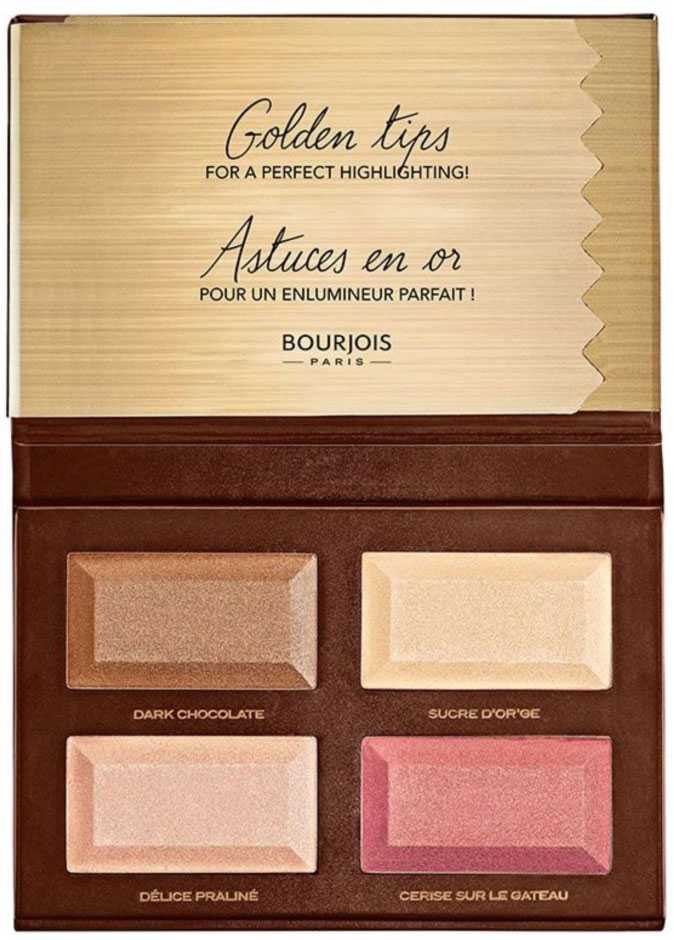 Golden tips
FOR A PERFECT HIGHLIGHTING!
Astuces en or
POUR UN ENLUMINEUR PARFAIT !
BOURJOIS
PARIS
DARK CHOCOLATE
SUCRE D'OR'GE
DÉLICE PRALINÉ
CERISE SUR LE GATEAU